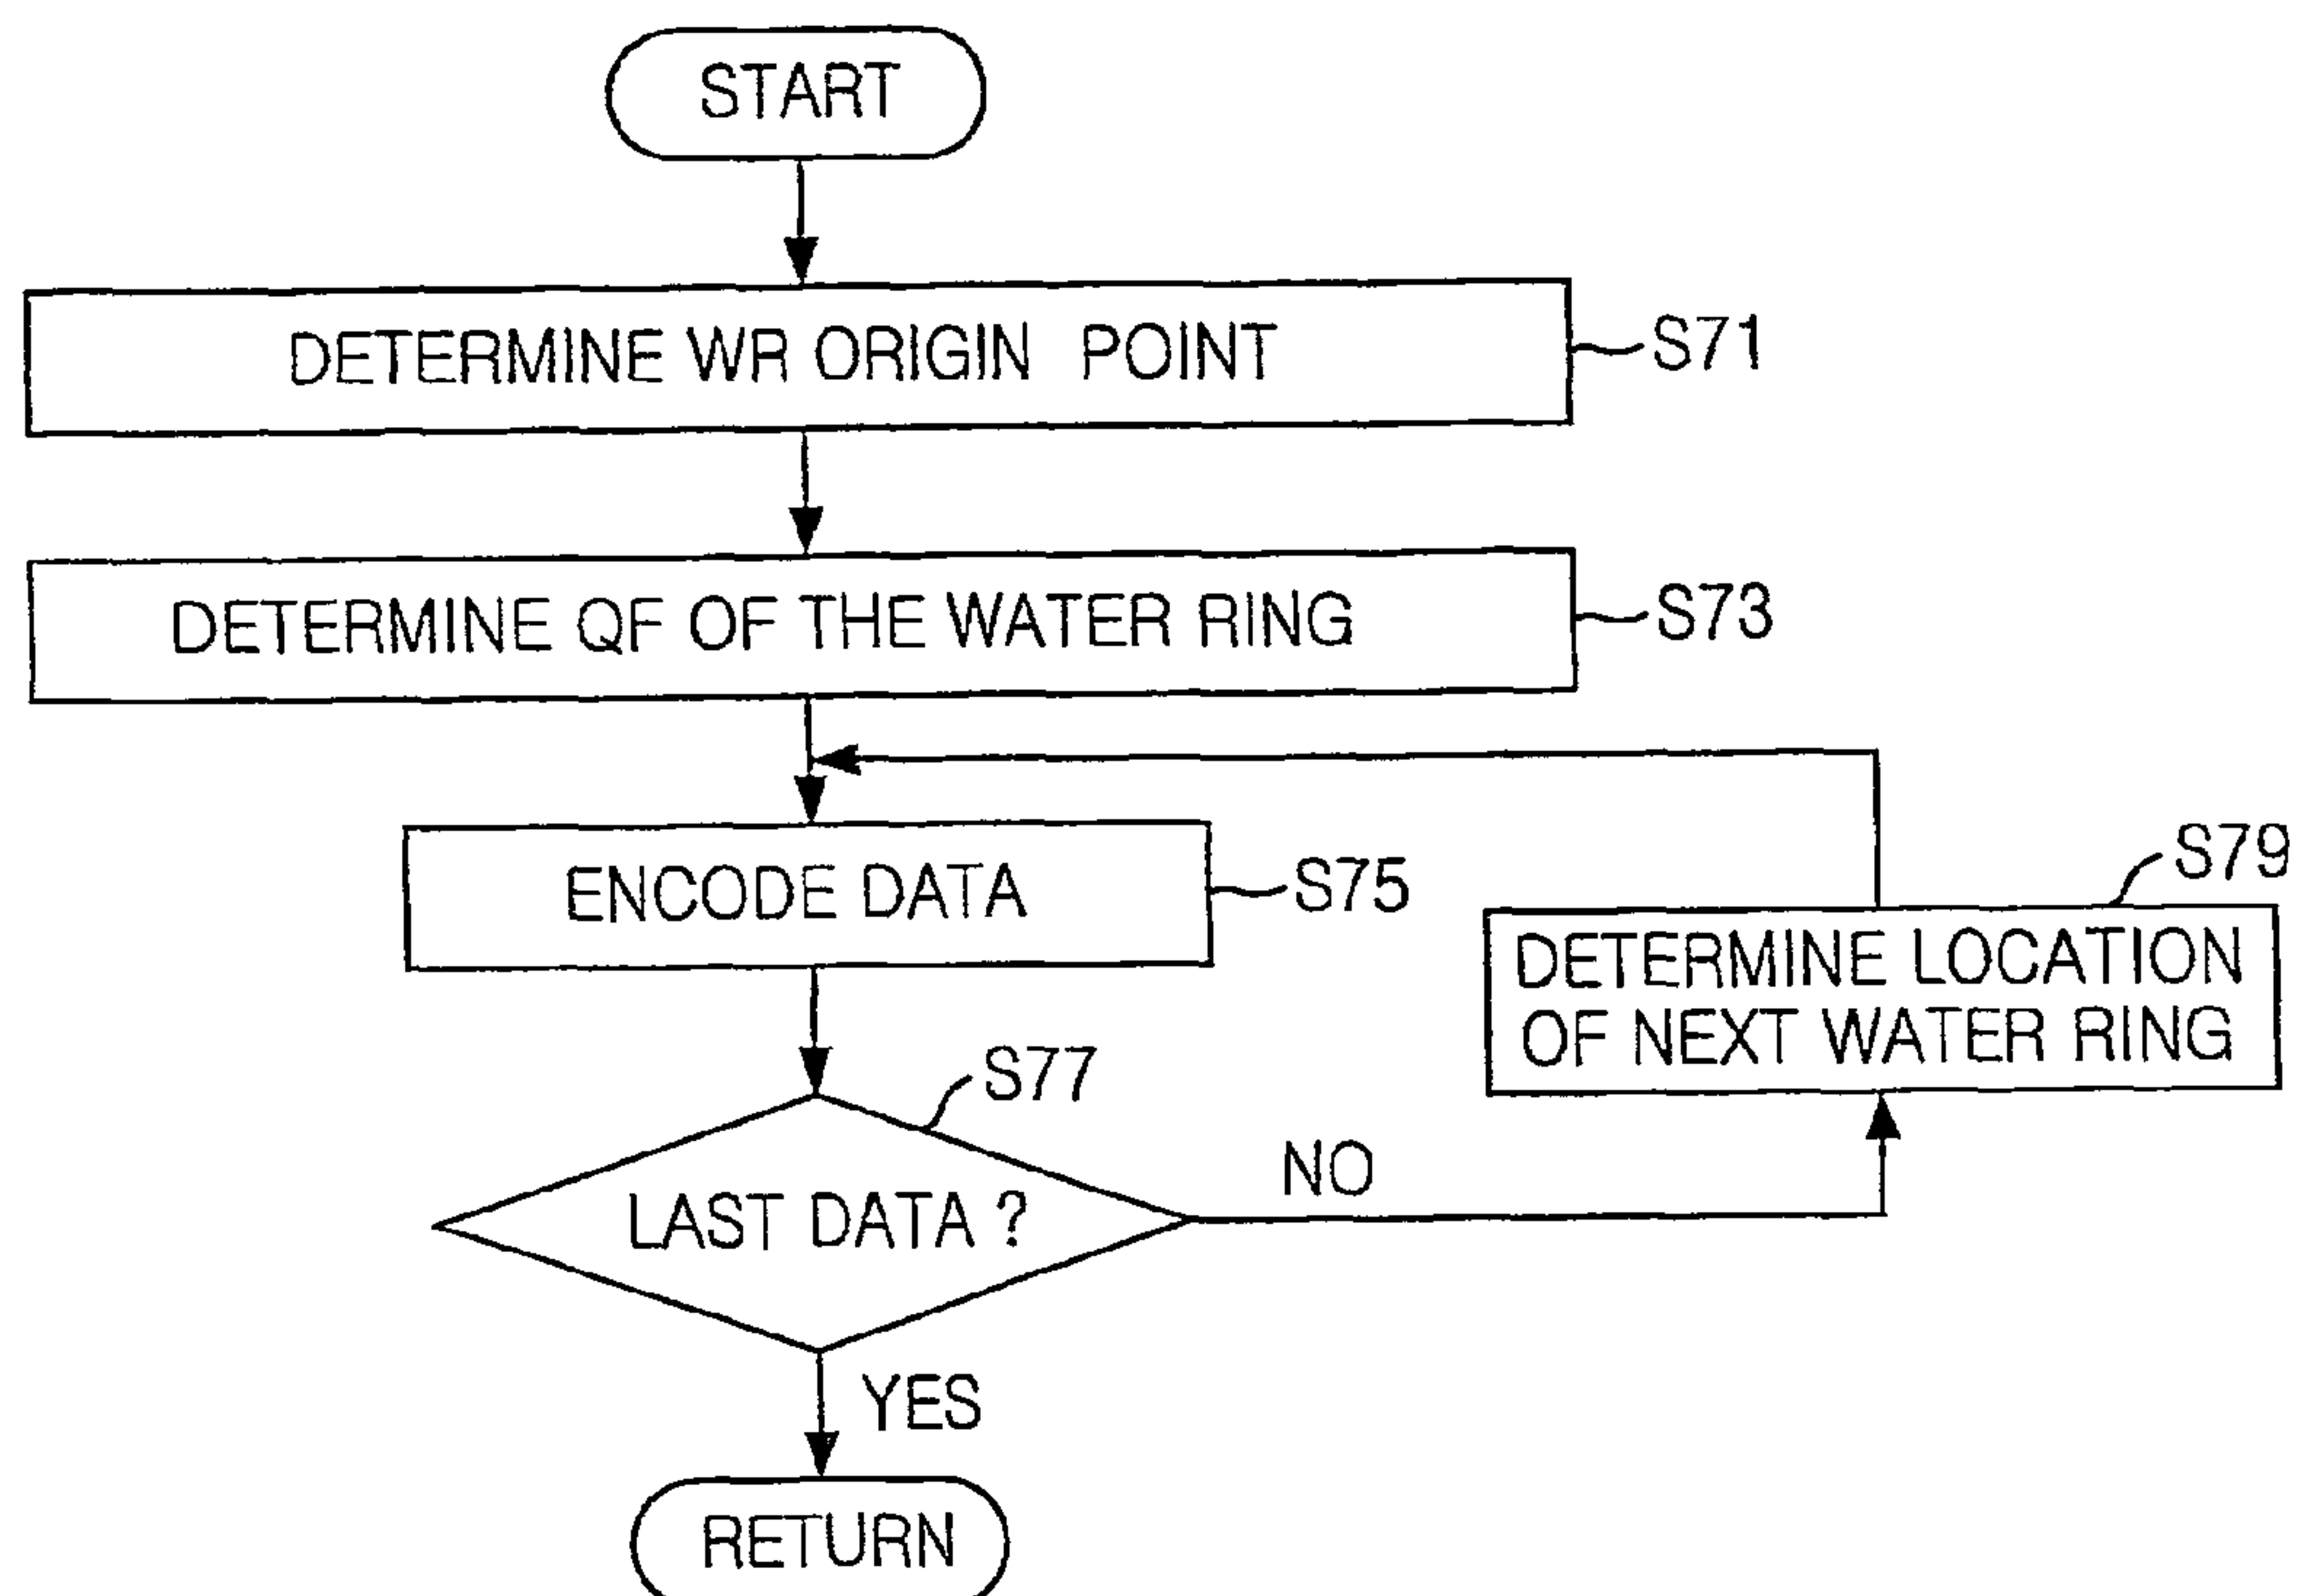 START
DETERMINE WR ORIGIN POINT
S71
DETERMINE QF OF THE WATER RING
S73
ENCODE DATA
S75
S79
DETERMINE LOCATION
OF NEXT WATER RING
S77
LAST DATA ?
NO
YES
RETURN